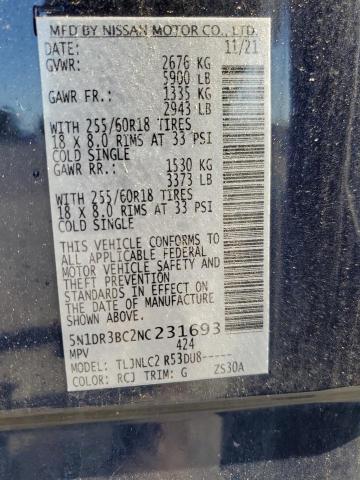 MFD BY NISSAN MOTOR CO., LTD.
DATE: 11/21
GVWR: 2676 KG
5900 LB
GAWR FR.: 1335 KG
2943 LB
WITH 255/60R18 TIRES
18 X 8.0 RIMS AT 33 PSI
COLD SINGLE
GAWR RR.: 1530 KG
3373 LB
WITH 255/60R18 TIRES
18 X 8.0 RIMS AT 33 PSI
COLD SINGLE
THIS VEHICLE CONFORMS TO
ALL APPLICABLE FEDERAL
MOTOR VEHICLE SAFETY AND
THEFT PREVENTION
STANDARDS IN EFFECT ON
THE DATE OF MANUFACTURE
SHOWN ABOVE.
5N1DR3BC2NC231693
MPV 424
MODEL: TLJNLC2 R53DU8-----
COLOR: RCJ TRIM: G ZS30A